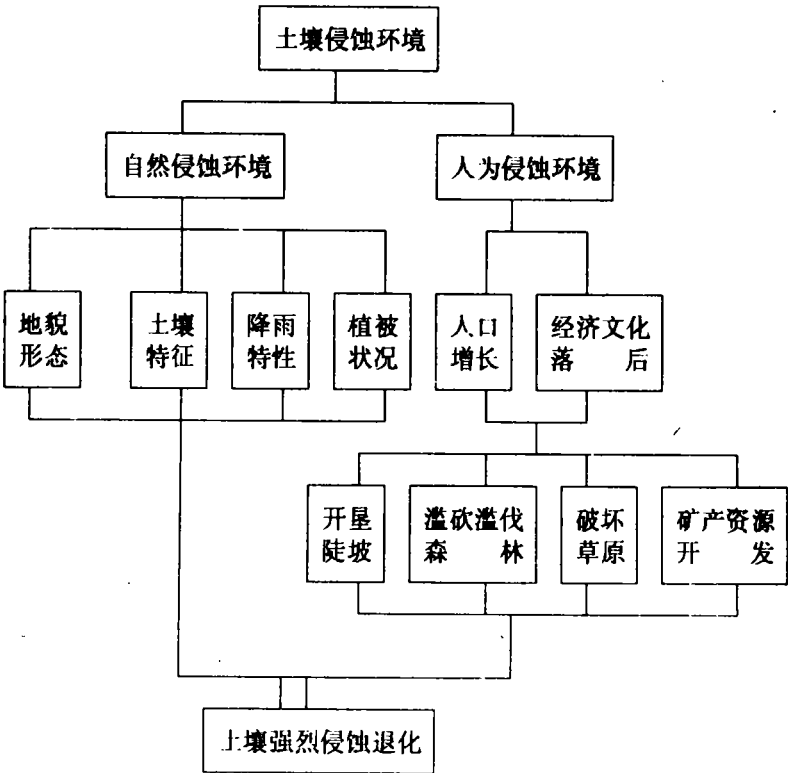 土壤侵蚀环境
自然侵蚀环境
人为侵蚀环境
地貌
形态
土壤
特征
降雨
特性
植被
状况
人口
增长
经济文化
落后
开垦
陡坡
滥砍滥伐
森林
破坏
草原
矿产资源
开发
土壤强烈侵蚀退化